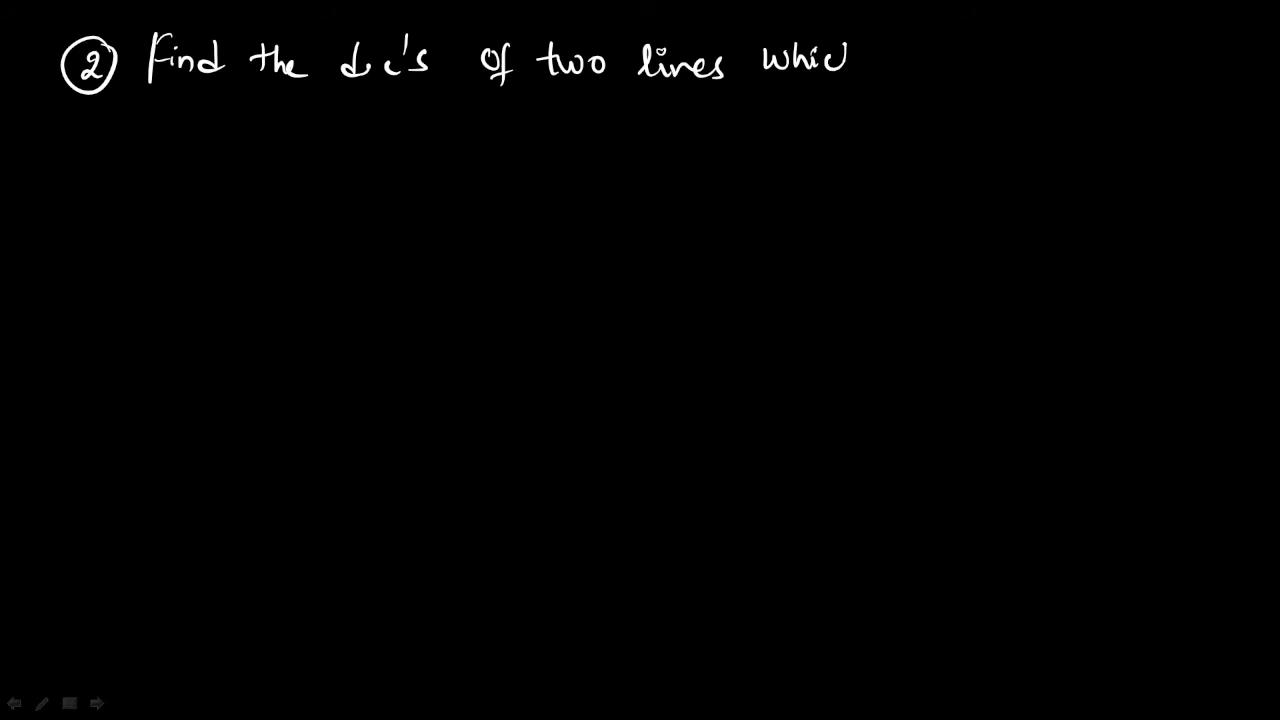 ② Find the d.c's of two lines whic